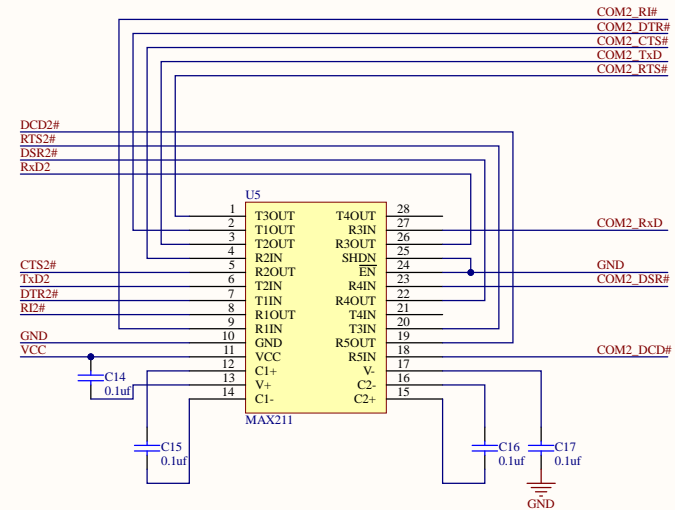 COM2_RI#
COM2_DTR#
COM2_CTS#
COM2_TxD
COM2_RTS#
DCD2#
RTS2#
DSR2#
RxD2
U5
1 T3OUT T4OUT 28
2 T1OUT R3IN 27 COM2_RxD
3 T2OUT R3OUT 26
4 R2IN SHDN 25
CTS2# 5 R2OUT EN 24 GND
TxD2 6 T2IN R4IN 23 COM2_DSR#
DTR2# 7 T1IN R4OUT 22
RI2# 8 R1OUT T4IN 21
9 R1IN T3IN 20
GND 10 GND R5OUT 19
VCC 11 VCC R5IN 18 COM2_DCD#
12 C1+ V- 17
13 V+ C2- 16
14 C1- C2+ 15
C14
0.1uf
MAX211
C15
0.1uf
C16
0.1uf
C17
0.1uf
GND